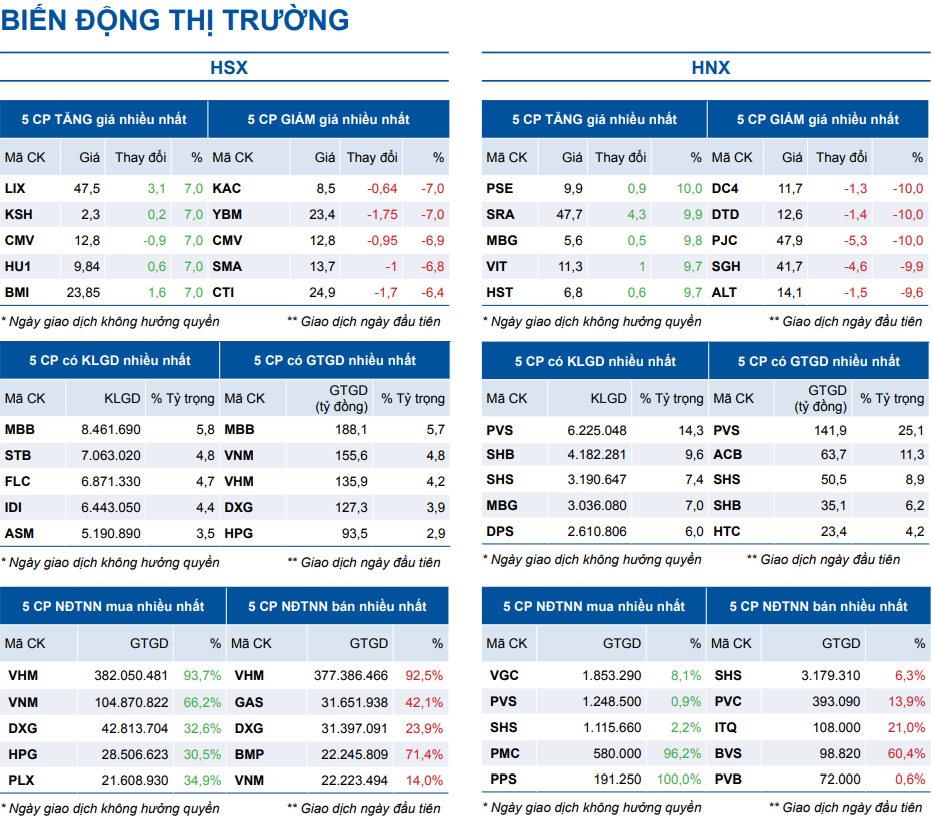 BIẾN ĐỘNG THỊ TRƯỜNG
HSX
5 CP TĂNG giá nhiều nhất 5 CP GIẢM giá nhiều nhất
Mã CK Giá Thay đổi % Mã CK Giá Thay đổi %
LIX 47,5 3,1 7,0 KAC 8,5 -0,64 -7,0
KSH 2,3 0,2 7,0 YBM 23,4 -1,75 -7,0
CMV 12,8 -0,9 7,0 CMV 12,8 -0,95 -6,9
HU1 9,84 0,6 7,0 SMA 13,7 -1 -6,8
BMI 23,85 1,6 7,0 CTI 24,9 -1,7 -6,4
* Ngày giao dịch không hưởng quyền ** Giao dịch ngày đầu tiên
5 CP có KLGD nhiều nhất 5 CP có GTGD nhiều nhất
Mã CK KLGD % Tỷ trọng Mã CK GTGD (tỷ đồng) % Tỷ trọng
MBB 8.461.690 5,8 MBB 188,1 5,7
STB 7.063.020 4,8 VNM 155,6 4,8
FLC 6.871.330 4,7 VHM 135,9 4,2
IDI 6.443.050 4,4 DXG 127,3 3,9
ASM 5.190.890 3,5 HPG 93,5 2,9
* Ngày giao dịch không hưởng quyền ** Giao dịch ngày đầu tiên
5 CP NĐTNN mua nhiều nhất 5 CP NĐTNN bán nhiều nhất
Mã CK GTGD % Mã CK GTGD %
VHM 382.050.481 93,7% VHM 377.386.466 92,5%
VNM 104.870.822 66,2% GAS 31.651.938 42,1%
DXG 42.813.704 32,6% DXG 31.397.091 23,9%
HPG 28.506.623 30,5% BMP 22.245.809 71,4%
PLX 21.608.930 34,9% VNM 22.223.494 14,0%
* Ngày giao dịch không hưởng quyền ** Giao dịch ngày đầu tiên
HNX
5 CP TĂNG giá nhiều nhất 5 CP GIẢM giá nhiều nhất
Mã CK Giá Thay đổi % Mã CK Giá Thay đổi %
PSE 9,9 0,9 10,0 DC4 11,7 -1,3 -10,0
SRA 47,7 4,3 9,9 DTD 12,6 -1,4 -10,0
MBG 5,6 0,5 9,8 PJC 47,9 -5,3 -10,0
VIT 11,3 1 9,7 SGH 41,7 -4,6 -9,9
HST 6,8 0,6 9,7 ALT 14,1 -1,5 -9,6
* Ngày giao dịch không hưởng quyền ** Giao dịch ngày đầu tiên
5 CP có KLGD nhiều nhất 5 CP có GTGD nhiều nhất
Mã CK KLGD % Tỷ trọng Mã CK GTGD (tỷ đồng) % Tỷ trọng
PVS 6.225.048 14,3 PVS 141,9 25,1
SHB 4.182.281 9,6 ACB 63,7 11,3
SHS 3.190.647 7,4 SHS 50,5 8,9
MBG 3.036.080 7,0 SHB 35,1 6,2
DPS 2.610.806 6,0 HTC 23,4 4,2
* Ngày giao dịch không hưởng quyền ** Giao dịch ngày đầu tiên
5 CP NĐTNN mua nhiều nhất 5 CP NĐTNN bán nhiều nhất
Mã CK GTGD % Mã CK GTGD %
VGC 1.853.290 8,1% SHS 3.179.310 6,3%
PVS 1.248.500 0,9% PVC 393.090 13,9%
SHS 1.115.660 2,2% ITQ 108.000 21,0%
PMC 580.000 96,2% BVS 98.820 60,4%
PPS 191.250 100,0% PVB 72.000 0,6%
* Ngày giao dịch không hưởng quyền ** Giao dịch ngày đầu tiên